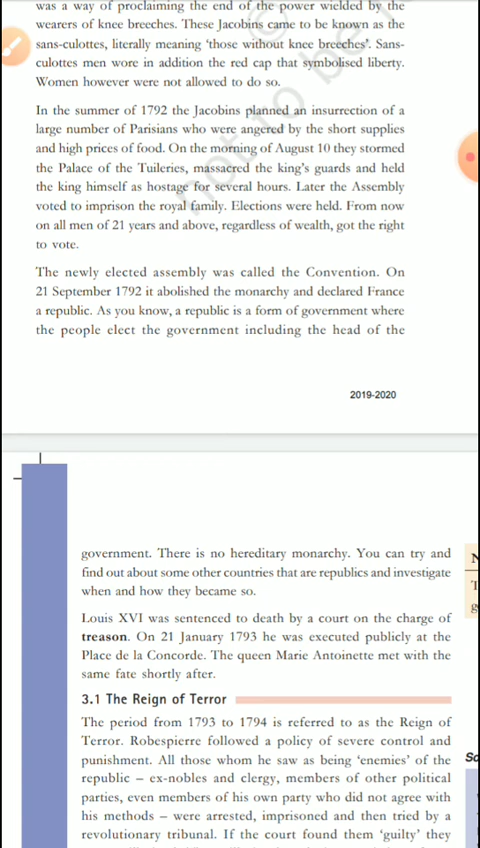 was a way of proclaiming the end of the power wielded by the
wearers of knee breeches. These Jacobins came to be known as the
sans-culottes, literally meaning ‘those without knee breeches’. Sans-
culottes men wore in addition the red cap that symbolised liberty.
Women however were not allowed to do so.
In the summer of 1792 the Jacobins planned an insurrection of a
large number of Parisians who were angered by the short supplies
and high prices of food. On the morning of August 10 they stormed
the Palace of the Tuileries, massacred the king’s guards and held
the king himself as hostage for several hours. Later the Assembly
voted to imprison the royal family. Elections were held. From now
on all men of 21 years and above, regardless of wealth, got the right
to vote.
The newly elected assembly was called the Convention. On
21 September 1792 it abolished the monarchy and declared France
a republic. As you know, a republic is a form of government where
the people elect the government including the head of the
2019-2020
government. There is no hereditary monarchy. You can try and
find out about some other countries that are republics and investigate
when and how they became so.
Louis XVI was sentenced to death by a court on the charge of
treason. On 21 January 1793 he was executed publicly at the
Place de la Concorde. The queen Marie Antoinette met with the
same fate shortly after.
3.1 The Reign of Terror
The period from 1793 to 1794 is referred to as the Reign of
Terror. Robespierre followed a policy of severe control and
punishment. All those whom he saw as being ‘enemies’ of the
republic – ex-nobles and clergy, members of other political
parties, even members of his own party who did not agree with
his methods – were arrested, imprisoned and then tried by a
revolutionary tribunal. If the court found them ‘guilty’ they